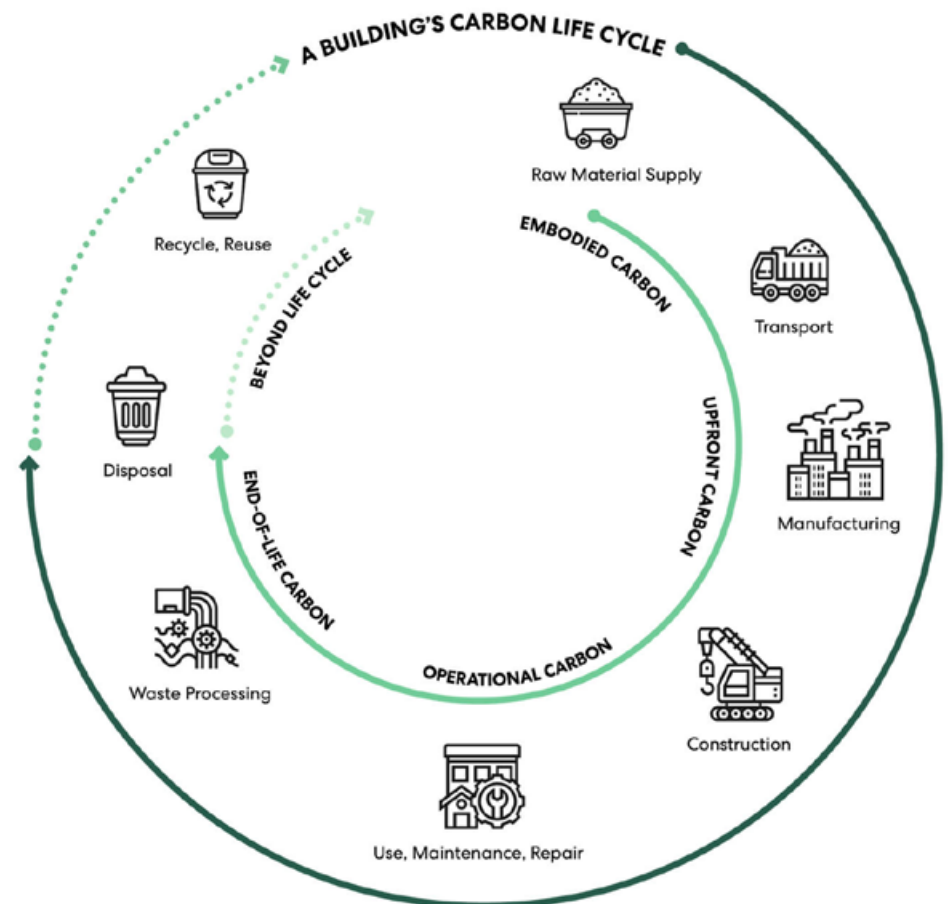 A BUILDING'S CARBON LIFE CYCLE
Raw Material Supply
EMBODIED CARBON
Transport
UPFRONT CARBON
Manufacturing
Construction
OPERATIONAL CARBON
Use, Maintenance, Repair
END-OF-LIFE CARBON
Waste Processing
Disposal
BEYOND LIFE CYCLE
Recycle, Reuse